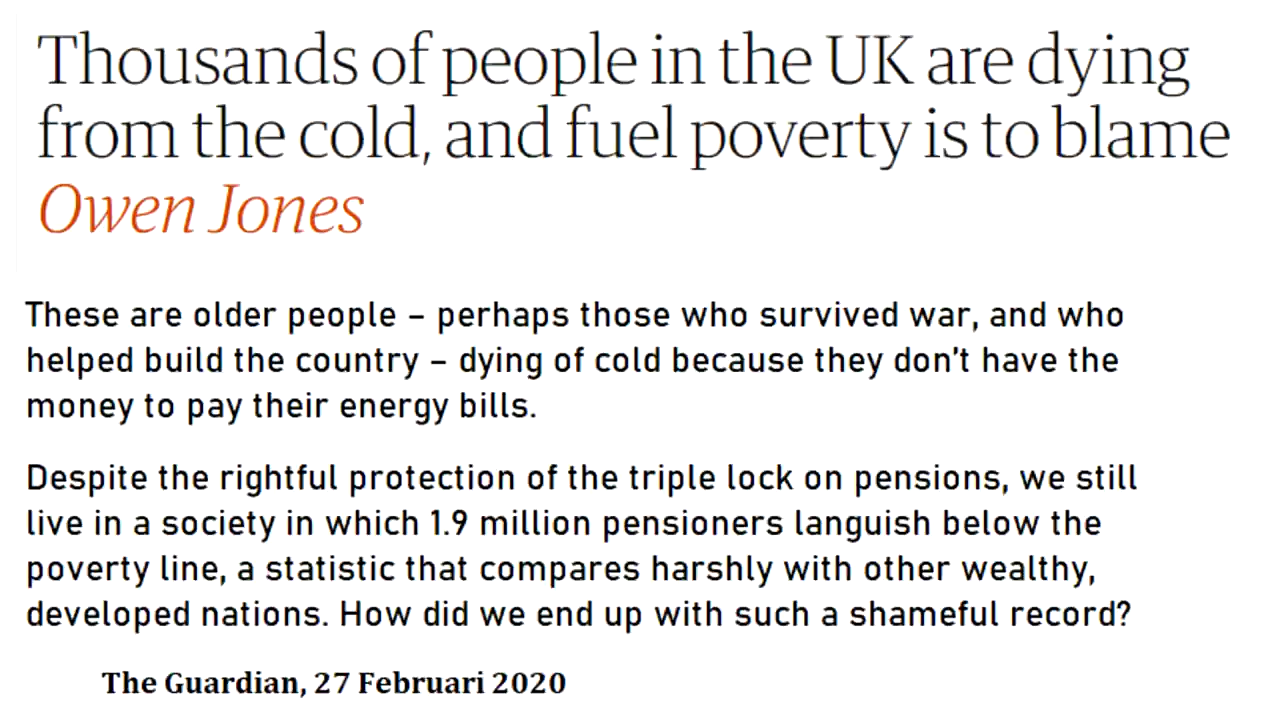 Thousands of people in the UK are dying
from the cold, and fuel poverty is to blame
Owen Jones
These are older people – perhaps those who survived war, and who
helped build the country – dying of cold because they don't have the
money to pay their energy bills.
Despite the rightful protection of the triple lock on pensions, we still
live in a society in which 1.9 million pensioners languish below the
poverty line, a statistic that compares harshly with other wealthy,
developed nations. How did we end up with such a shameful record?
The Guardian, 27 Februari 2020